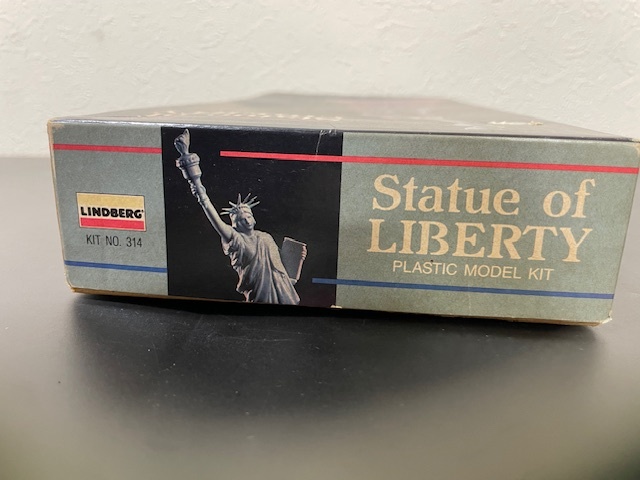 LINDBERG
KIT NO. 314
Statue of
LIBERTY
PLASTIC MODEL KIT